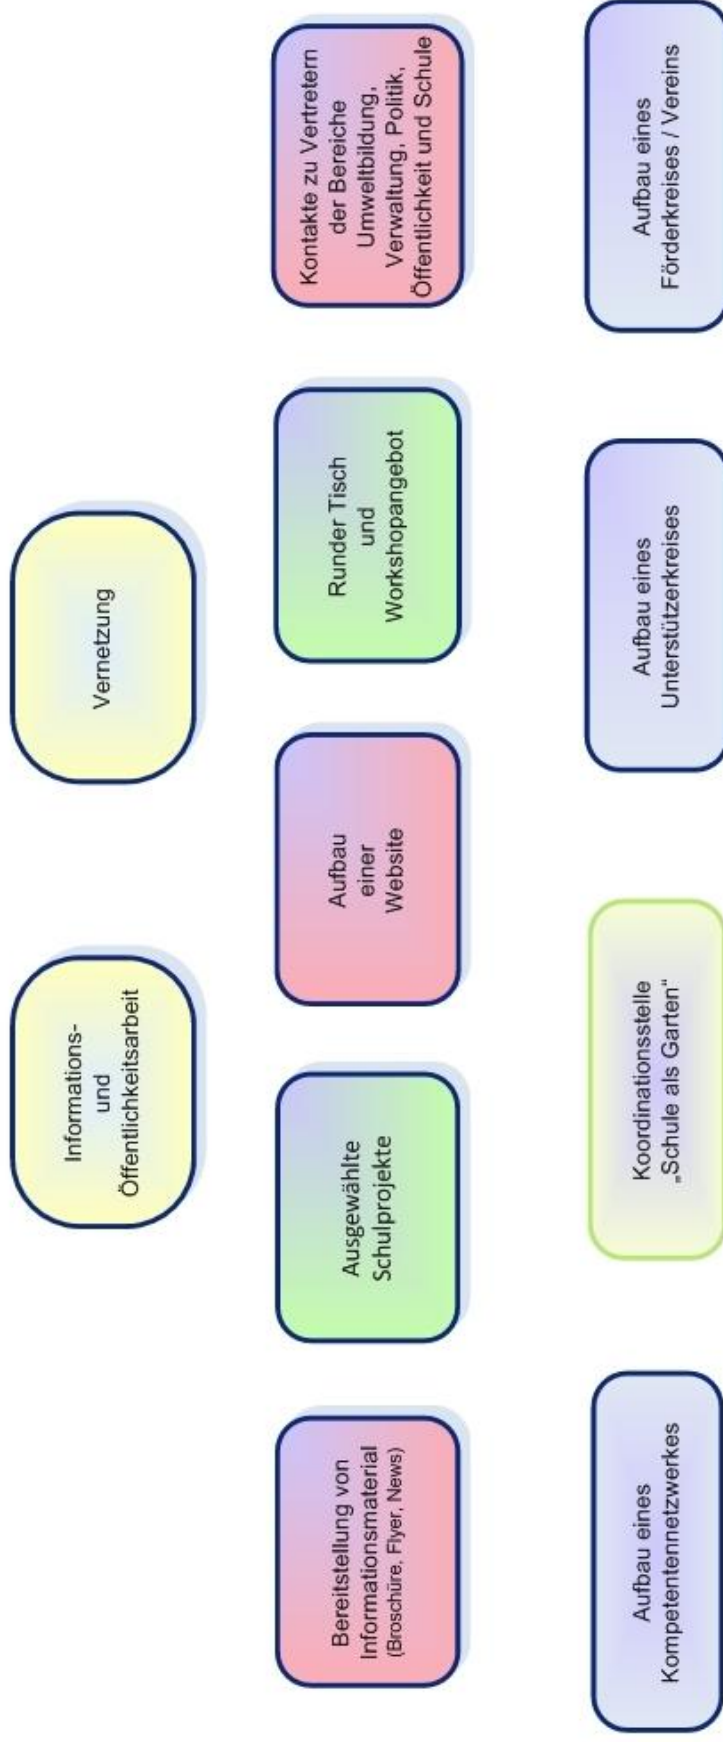 Informations-
und
Öffentlichkeitsarbeit
Vernetzung
Bereitstellung von
Informationsmaterial
(Broschüre, Flyer, News)
Ausgewählte
Schulprojekte
Aufbau
einer
Website
Runder Tisch
und
Workshopangebot
Kontakte zu Vertretern
der Bereiche
Umweltbildung,
Verwaltung, Politik,
Öffentlichkeit und Schule
Aufbau eines
Kompetentennetzwerkes
Koordinationsstelle
„Schule als Garten“
Aufbau eines
Unterstützerkreises
Aufbau eines
Förderkreises / Vereins